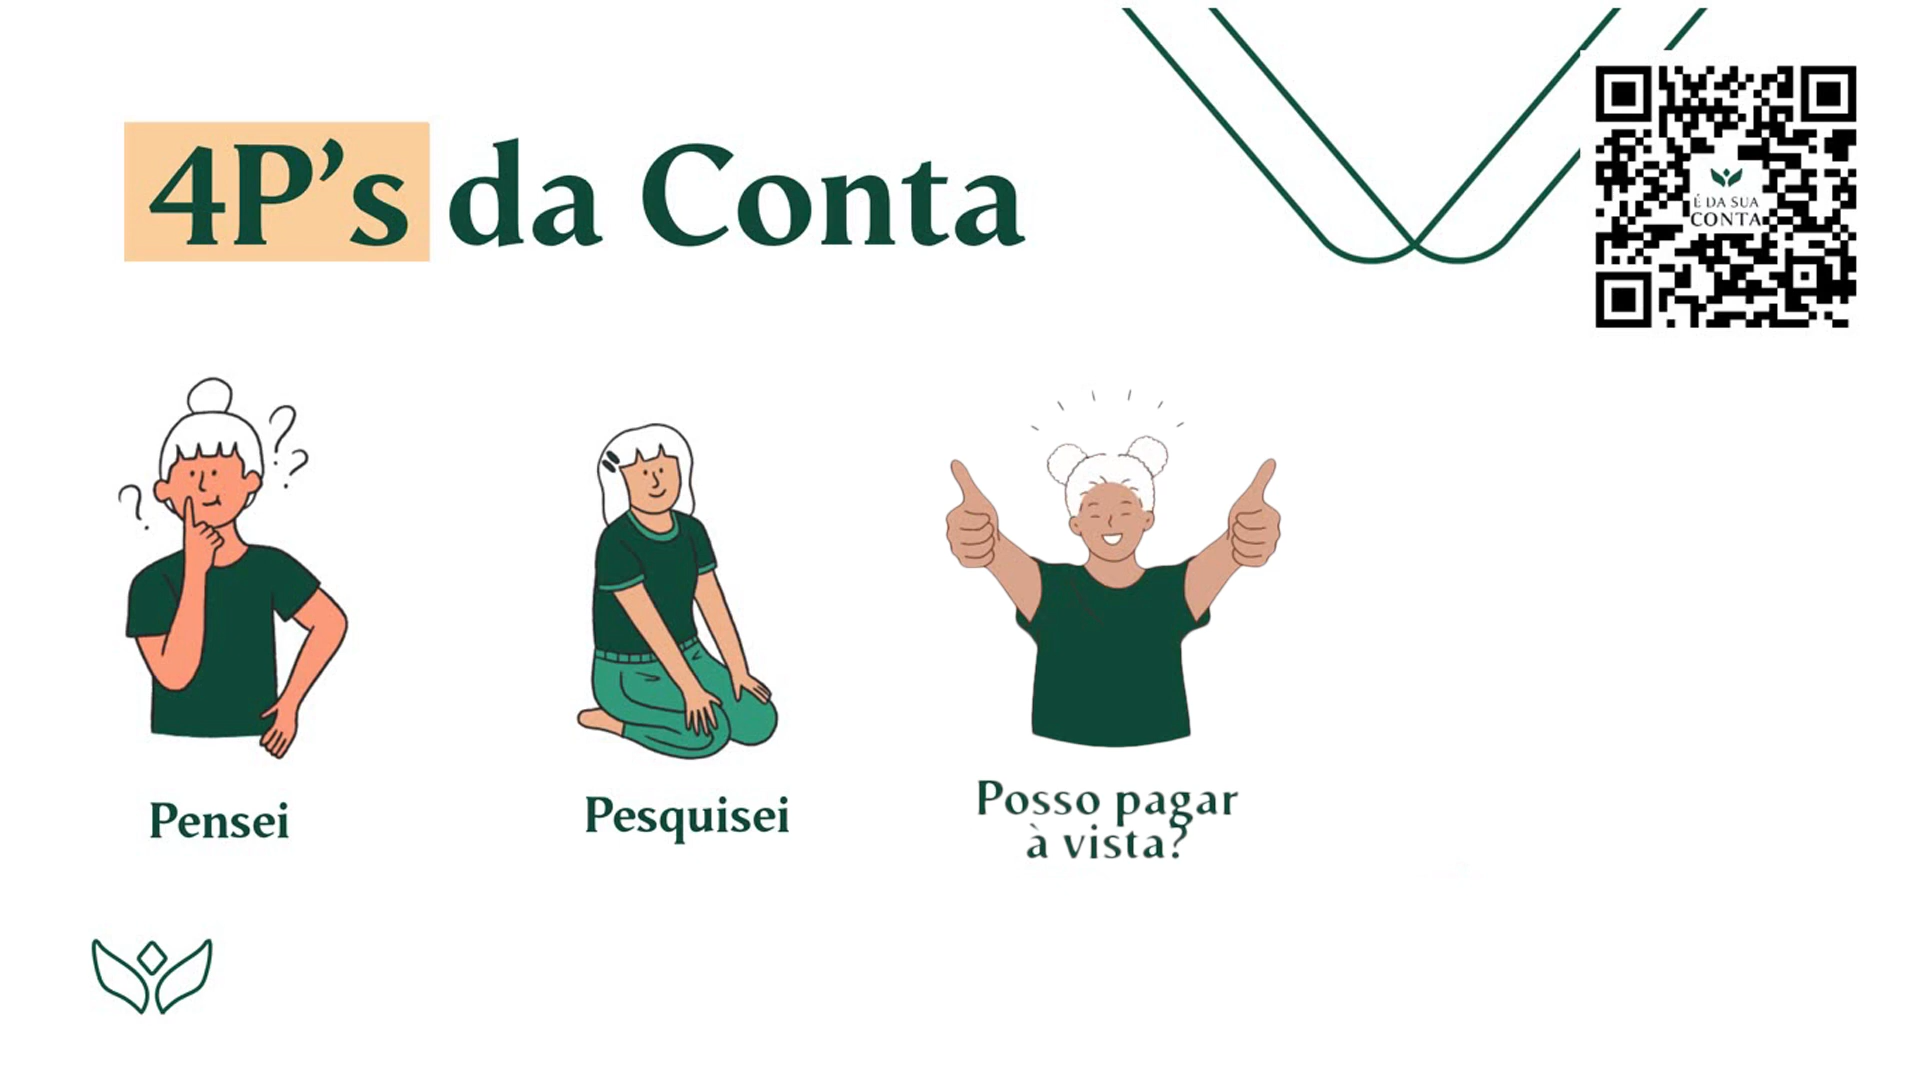 4P’s da Conta
É DA SUA
CONTA
Pensei
Pesquisei
Posso pagar
à vista?